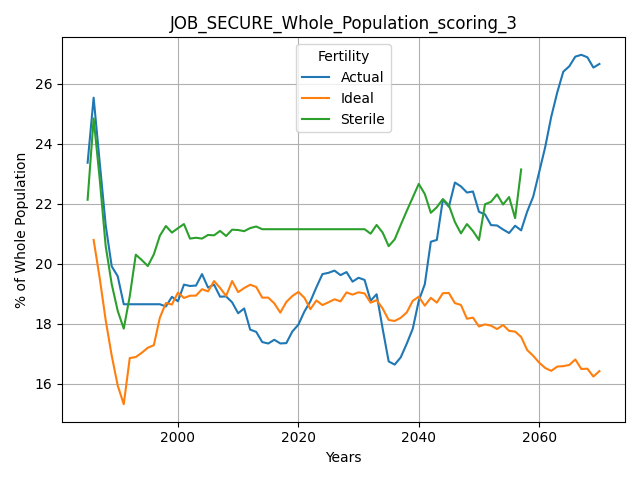 JOB_SECURE_Whole_Population_scoring_3
Fertility
Actual
Ideal
Sterile
% of Whole Population
26
24
22
20
18
16
2000
2020
2040
2060
Years